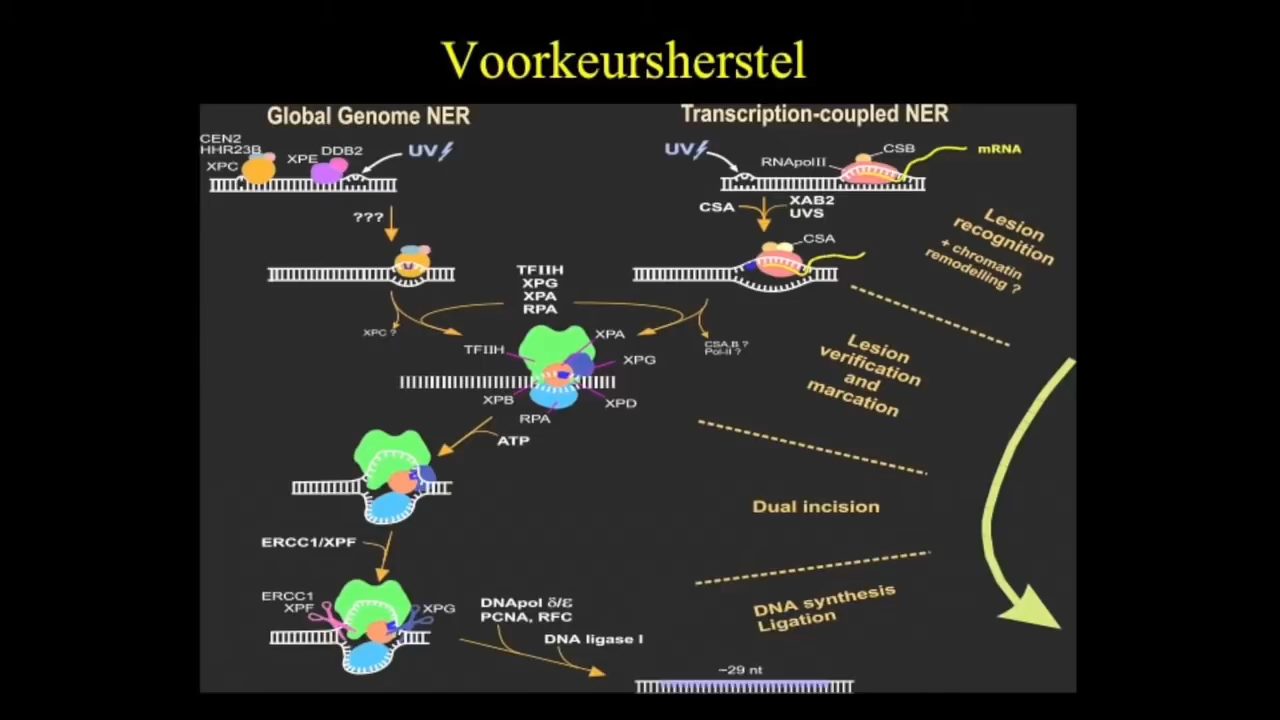 Voorkeursherstel
Global Genome NER
Transcription-coupled NER
CEN2
HHR23B
XPC
XPE
DDB2
UV
UV
RNApolII
CSB
mRNA
???
CSA
XAB2
UVS
CSA
Lesion
recognition
+ chromatin
remodelling ?
TFIIH
XPG
XPA
RPA
XPC ?
CSA,B ?
Pol-II ?
TFIIH
XPA
XPG
XPB
XPD
RPA
Lesion
verification
and
marcation
ATP
Dual incision
ERCC1/XPF
ERCC1
XPF
XPG
DNApol δ/ε
PCNA, RFC
DNA ligase I
DNA synthesis
Ligation
~29 nt